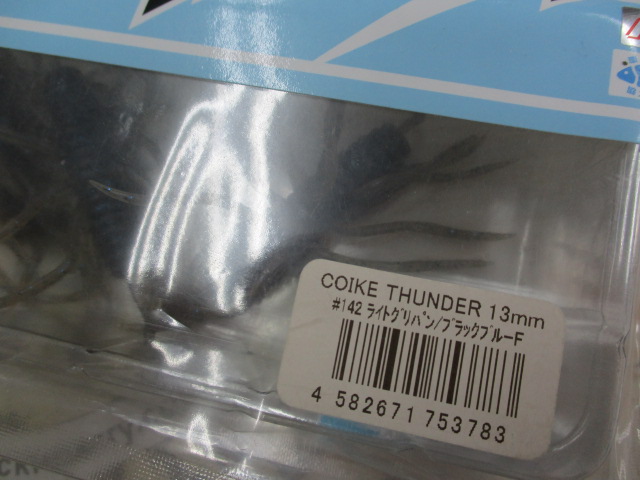 COIKE THUNDER 13mm
#142 ﾗｲﾄｸﾞﾘﾊﾟﾝ/ﾌﾞﾗｯｸﾌﾞﾙｰF
4 582671 753783